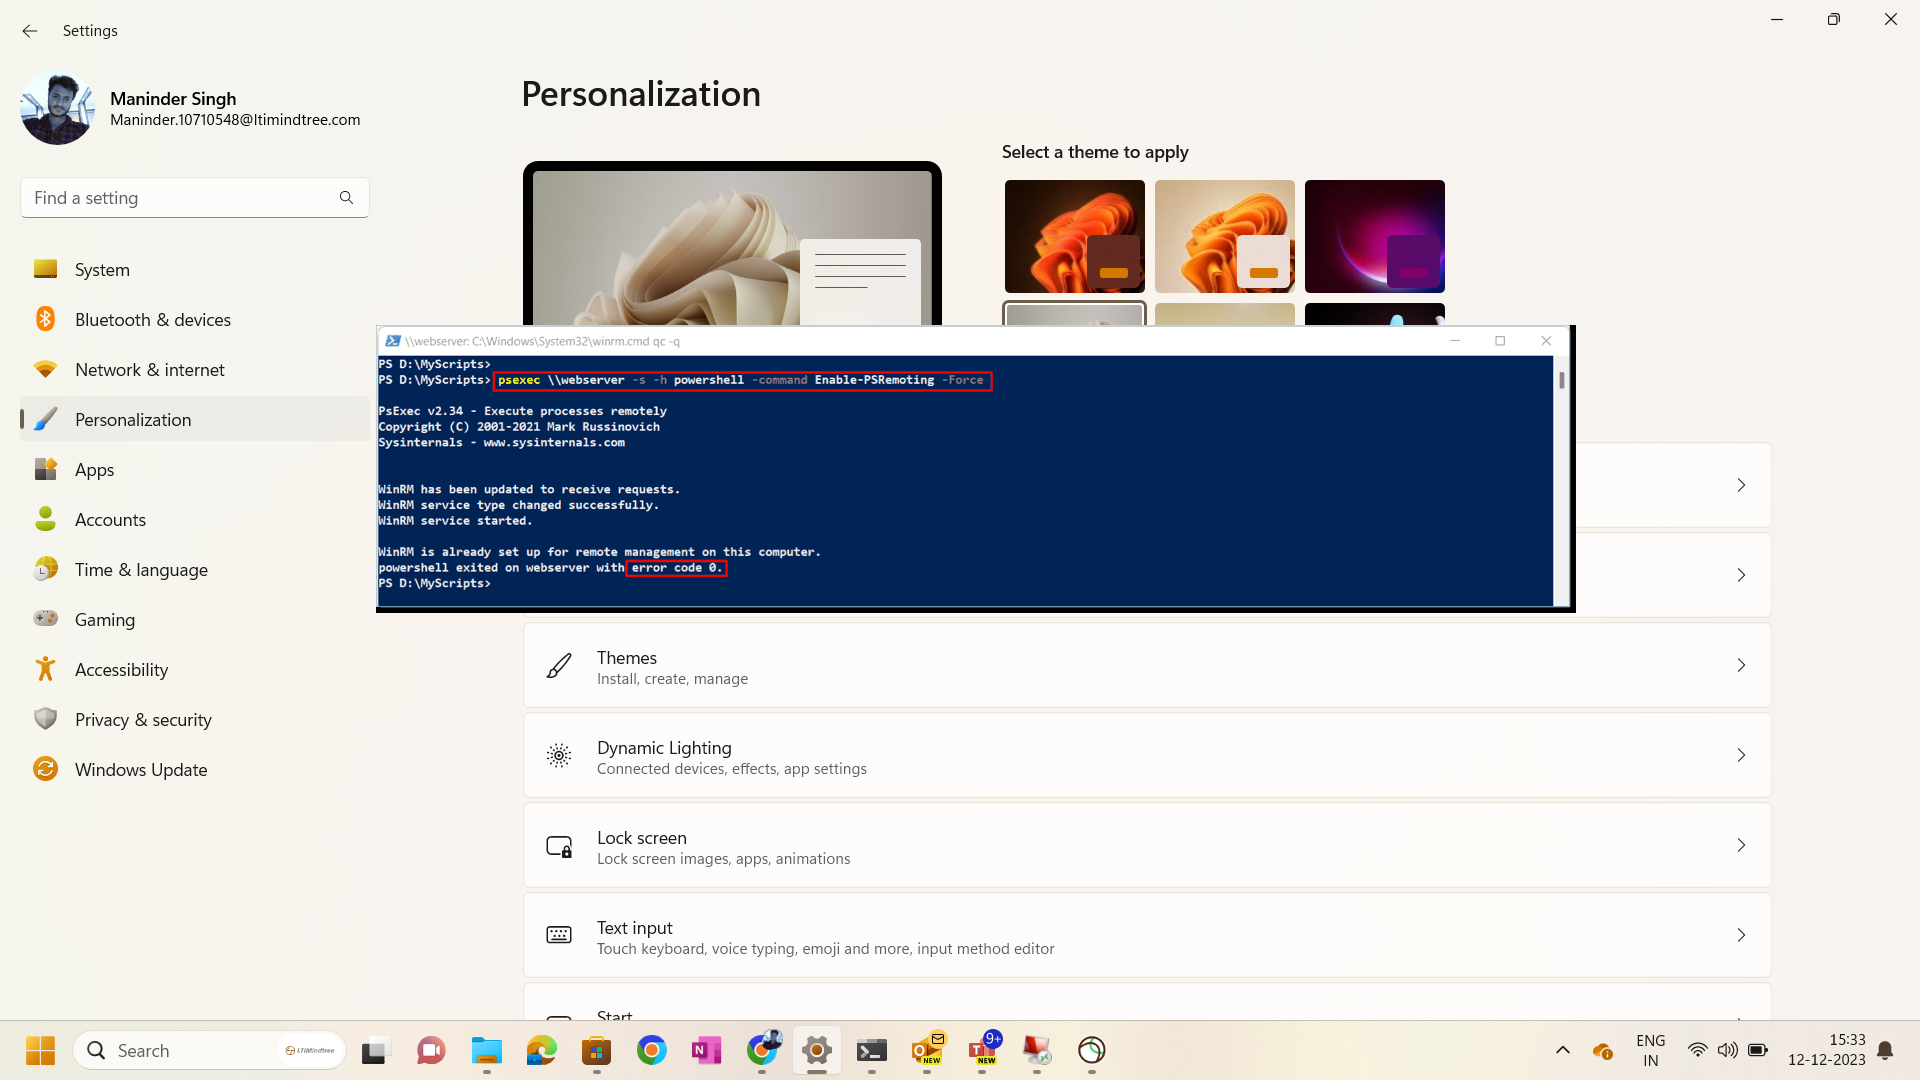 Settings
Maninder Singh
Maninder.10710548@ltimindtree.com
Find a setting
System
Bluetooth & devices
Network & internet
Personalization
Apps
Accounts
Time & language
Gaming
Accessibility
Privacy & security
Windows Update
Personalization
Select a theme to apply
\\webserver: C:\Windows\System32\winrm.cmd qc -q
PS D:\MyScripts>
PS D:\MyScripts> psexec \\webserver -s -h powershell -command Enable-PSRemoting -Force
PsExec v2.34 - Execute processes remotely
Copyright (C) 2001-2021 Mark Russinovich
Sysinternals - www.sysinternals.com
WinRM has been updated to receive requests.
WinRM service type changed successfully.
WinRM service started.
WinRM is already set up for remote management on this computer.
powershell exited on webserver with error code 0.
PS D:\MyScripts>
Themes
Install, create, manage
Dynamic Lighting
Connected devices, effects, app settings
Lock screen
Lock screen images, apps, animations
Text input
Touch keyboard, voice typing, emoji and more, input method editor
Start
Search
LTIMindtree
N
O
NEW
T
9+
NEW
ENG
IN
15:33
12-12-2023